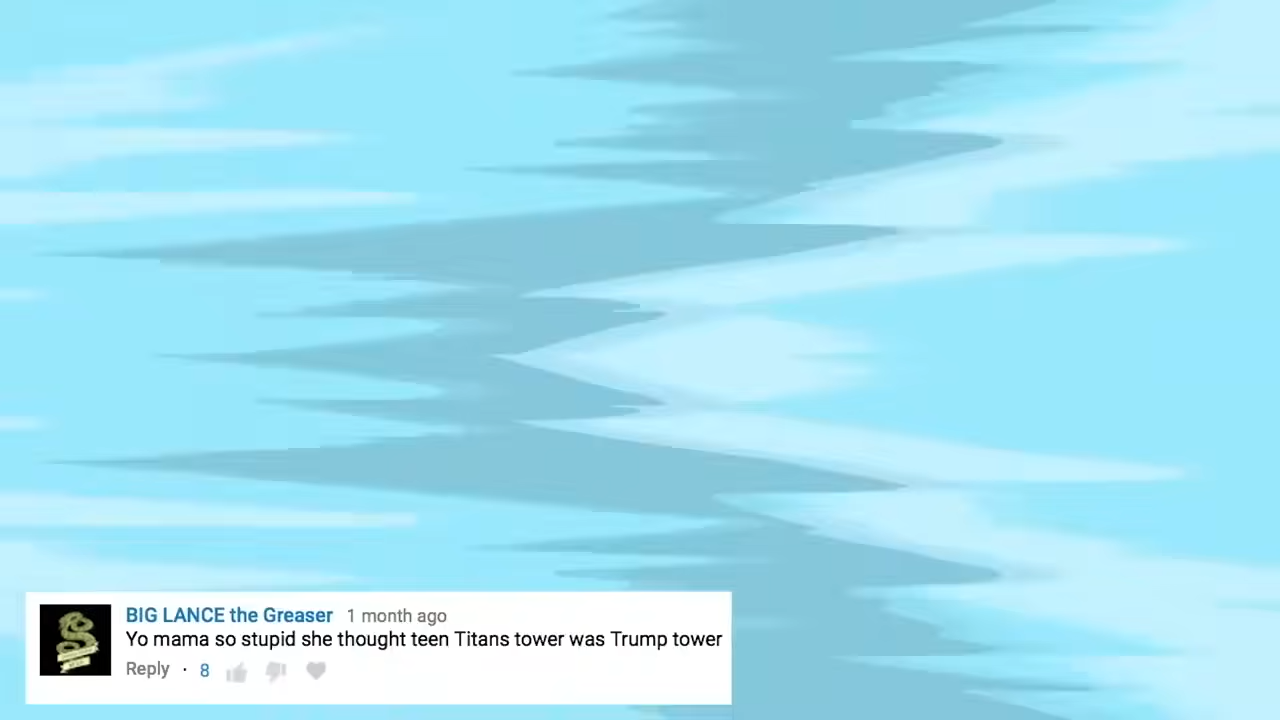 BIG LANCE the Greaser 1 month ago
Yo mama so stupid she thought teen Titans tower was Trump tower
Reply · 8